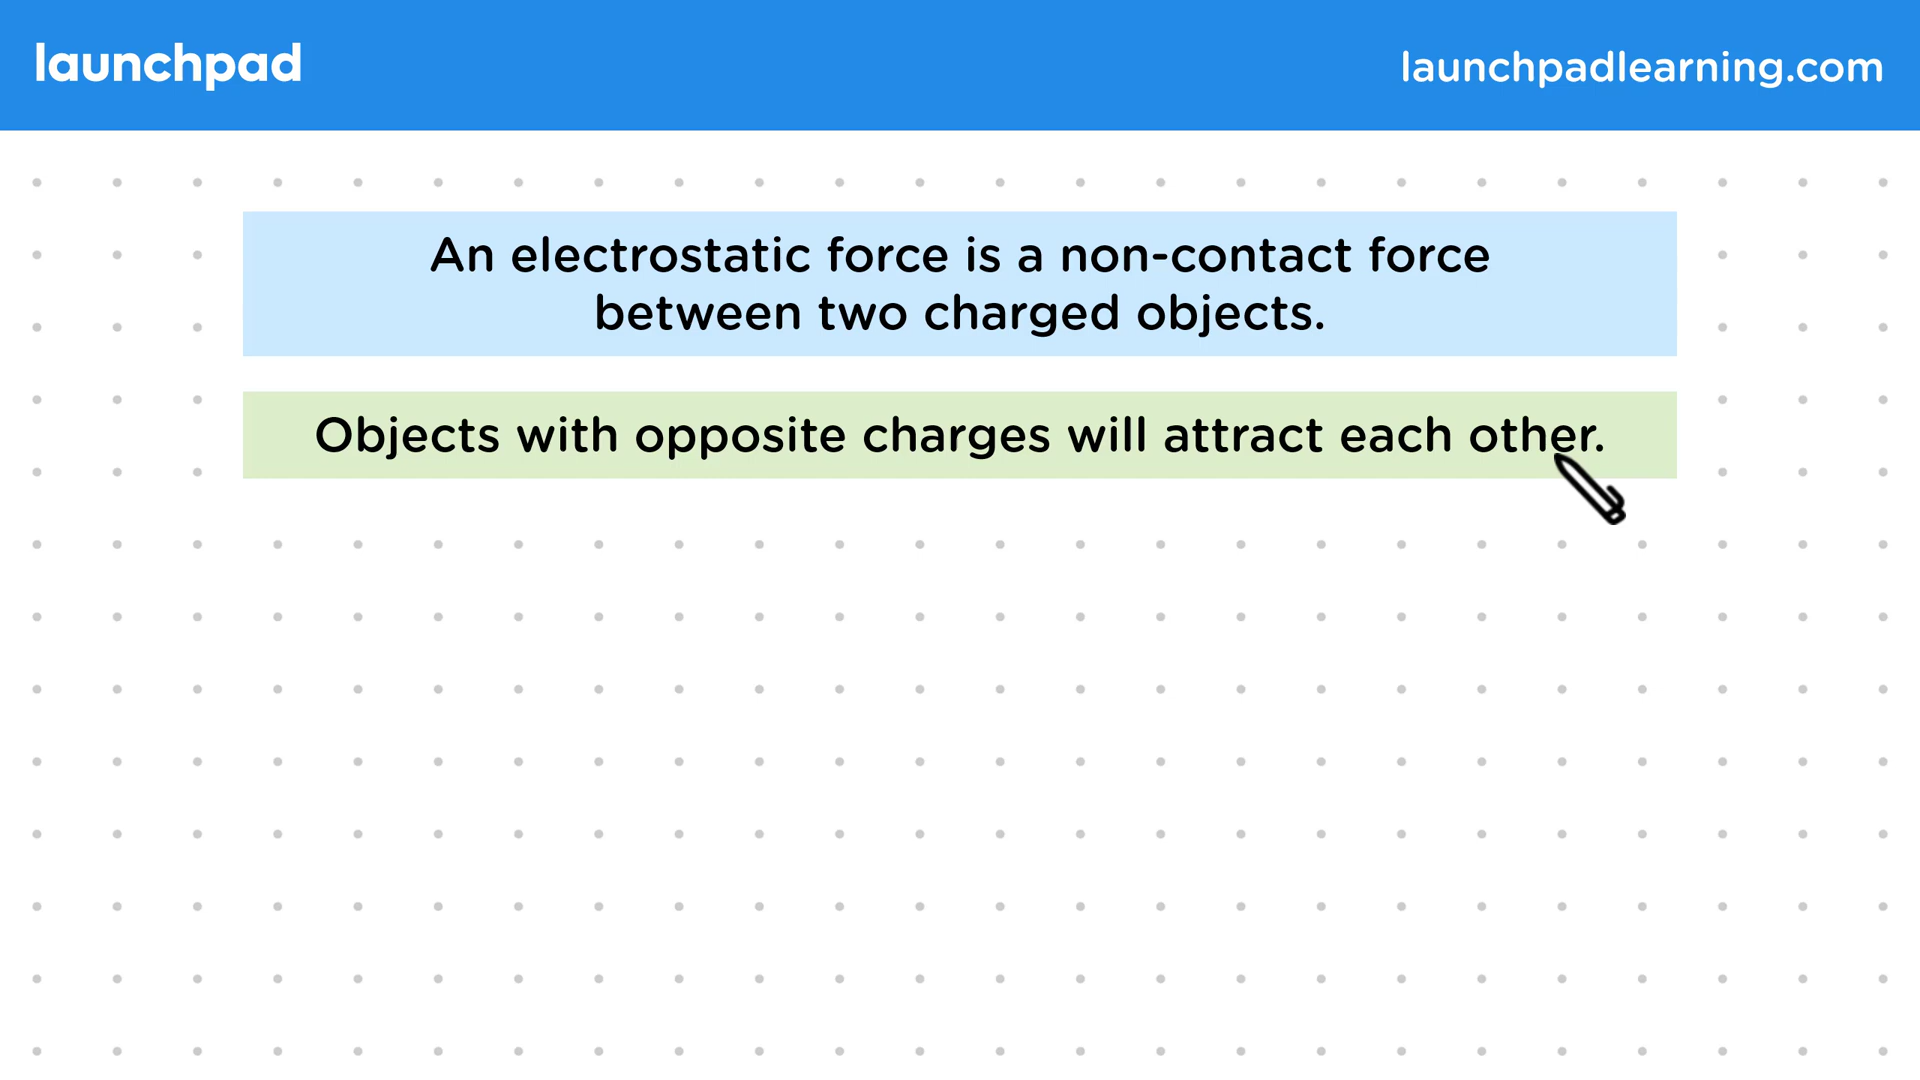 launchpad
launchpadlearning.com
An electrostatic force is a non-contact force
between two charged objects.
Objects with opposite charges will attract each other.